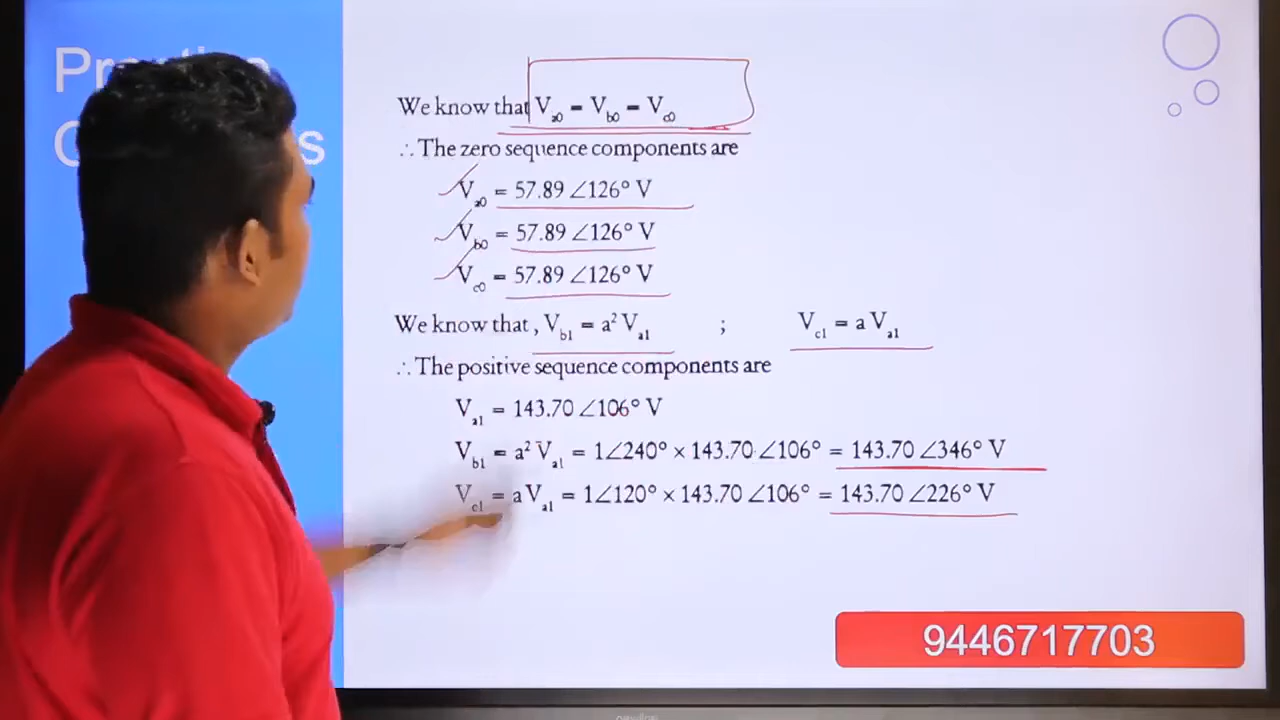 We know that V_a0 = V_b0 = V_c0
∴ The zero sequence components are
V_a0 = 57.89 ∠126° V
V_b0 = 57.89 ∠126° V
V_c0 = 57.89 ∠126° V
We know that , V_b1 = a² V_a1 ; V_c1 = a V_a1
∴ The positive sequence components are
V_a1 = 143.70 ∠106° V
V_b1 = a² V_a1 = 1∠240° × 143.70 ∠106° = 143.70 ∠346° V
V_c1 = a V_a1 = 1∠120° × 143.70 ∠106° = 143.70 ∠226° V
9446717703